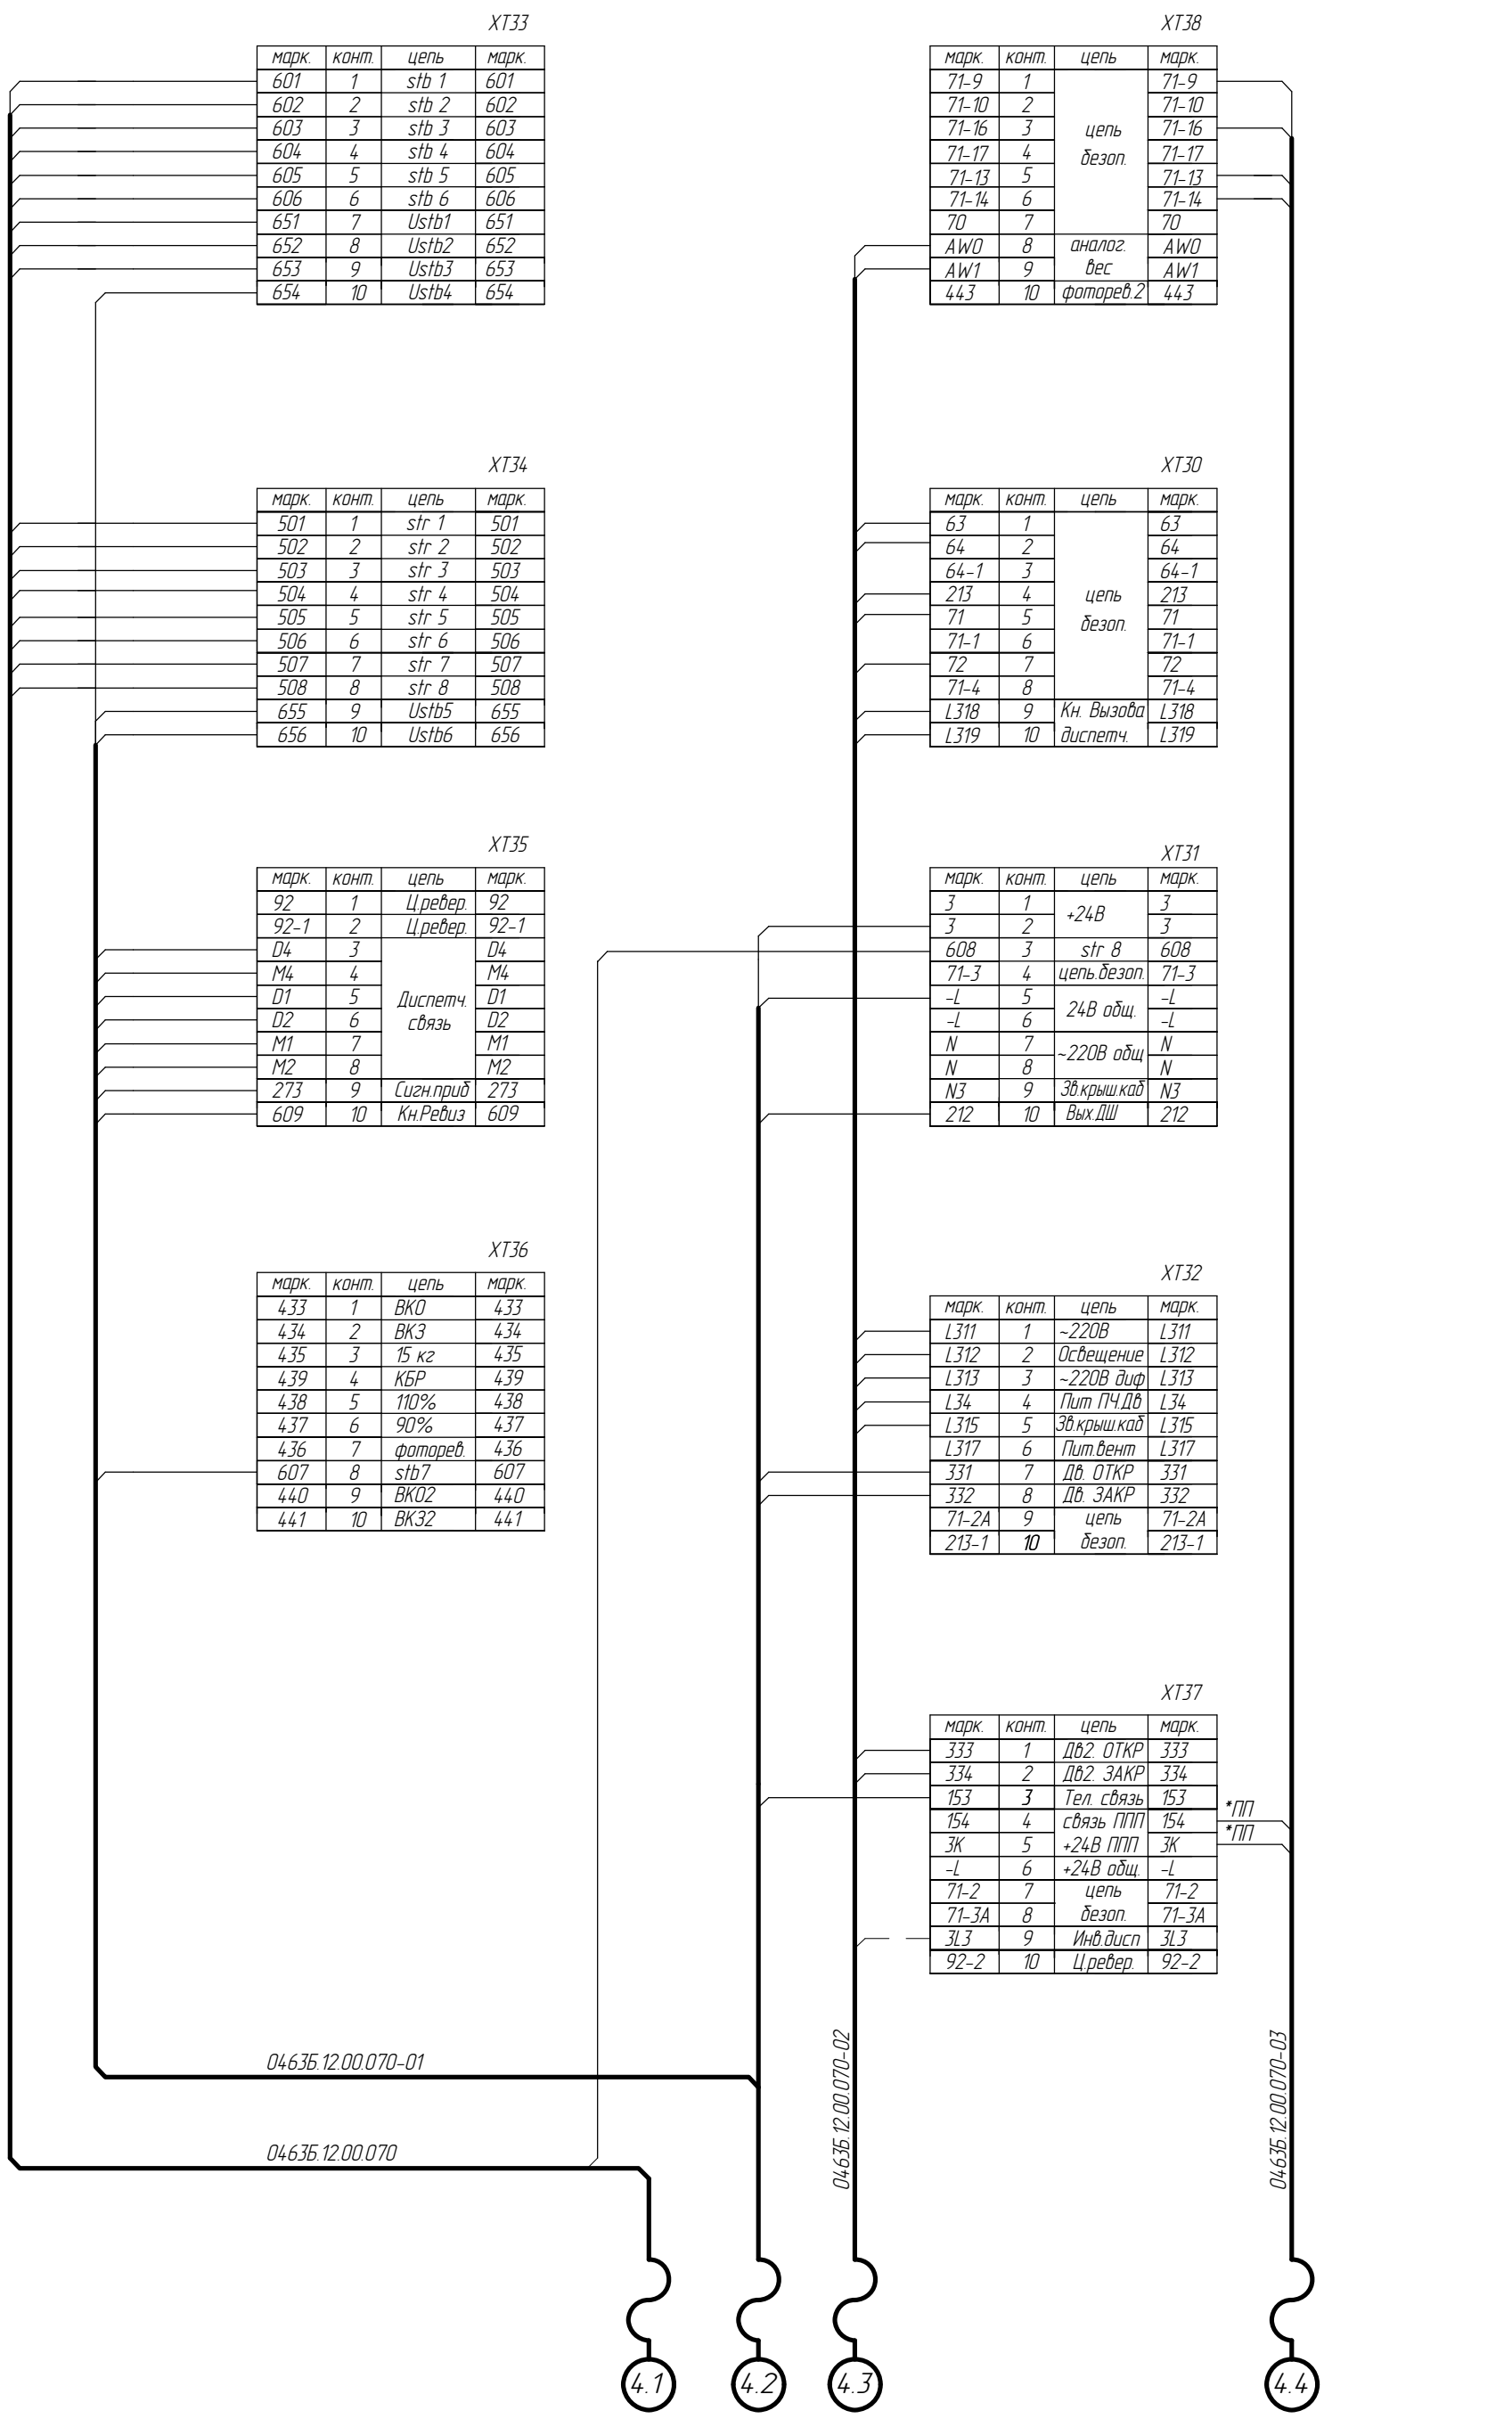 XT33
марк. конт. цепь марк.
601 1 stb 1 601
602 2 stb 2 602
603 3 stb 3 603
604 4 stb 4 604
605 5 stb 5 605
606 6 stb 6 606
651 7 Ustb1 651
652 8 Ustb2 652
653 9 Ustb3 653
654 10 Ustb4 654
XT34
марк. конт. цепь марк.
501 1 str 1 501
502 2 str 2 502
503 3 str 3 503
504 4 str 4 504
505 5 str 5 505
506 6 str 6 506
507 7 str 7 507
508 8 str 8 508
655 9 Ustb5 655
656 10 Ustb6 656
XT35
марк. конт. цепь марк.
92 1 Ц.ревер. 92
92-1 2 Ц.ревер. 92-1
D4 3 D4
M4 4 M4
D1 5 Диспетч. D1
D2 6 связь D2
M1 7 M1
M2 8 M2
273 9 Сигн.приб 273
609 10 Кн.Ревиз 609
XT36
марк. конт. цепь марк.
433 1 ВКО 433
434 2 ВКЗ 434
435 3 15 кг 435
439 4 КБР 439
438 5 110% 438
437 6 90% 437
436 7 фоторев. 436
607 8 stb7 607
440 9 ВКО2 440
441 10 ВКЗ2 441
XT38
марк. конт. цепь марк.
71-9 1 71-9
71-10 2 71-10
71-16 3 цепь 71-16
71-17 4 безоп. 71-17
71-13 5 71-13
71-14 6 71-14
70 7 70
AW0 8 аналог. AW0
AW1 9 вес AW1
443 10 фоторев.2 443
XT30
марк. конт. цепь марк.
63 1 63
64 2 64
64-1 3 64-1
213 4 цепь 213
71 5 безоп. 71
71-1 6 71-1
72 7 72
71-4 8 71-4
L318 9 Кн. Вызова L318
L319 10 диспетч. L319
XT31
марк. конт. цепь марк.
3 1 +24В 3
3 2 3
608 3 str 8 608
71-3 4 цепь.безоп. 71-3
-L 5 24В общ. -L
-L 6 -L
N 7 ~220В общ N
N 8 N
N3 9 Зв.крыш.каб N3
212 10 Вых.ДШ 212
XT32
марк. конт. цепь марк.
L311 1 ~220В L311
L312 2 Освещение L312
L313 3 ~220В диф L313
L34 4 Пит ПЧ.Дв L34
L315 5 Зв.крыш.каб L315
L317 6 Пит.вент L317
331 7 Дв. ОТКР 331
332 8 Дв. ЗАКР 332
71-2А 9 цепь 71-2А
213-1 10 безоп. 213-1
XT37
марк. конт. цепь марк.
333 1 Дв2. ОТКР 333
334 2 Дв2. ЗАКР 334
153 3 Тел. связь 153
154 4 связь ППП 154 *ПП
3К 5 +24В ППП 3К *ПП
-L 6 +24В общ. -L
71-2 7 цепь 71-2
71-3А 8 безоп. 71-3А
3L3 9 Инв.дисп 3L3
92-2 10 Ц.ревер. 92-2
0463Б.12.00.070-01
0463Б.12.00.070
0463Б.12.00.070-02
0463Б.12.00.070-03
4.1 4.2 4.3 4.4